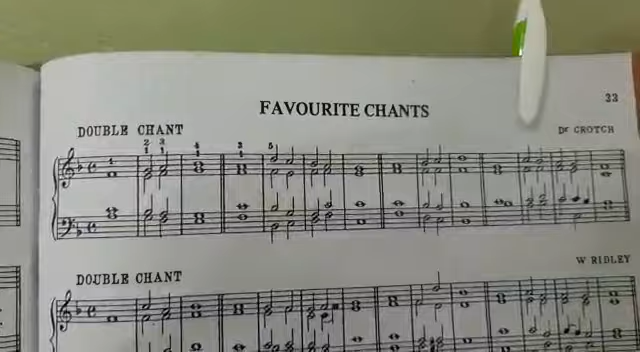 33
FAVOURITE CHANTS
DOUBLE CHANT
Dr CROTCH
DOUBLE CHANT
W RIDLEY